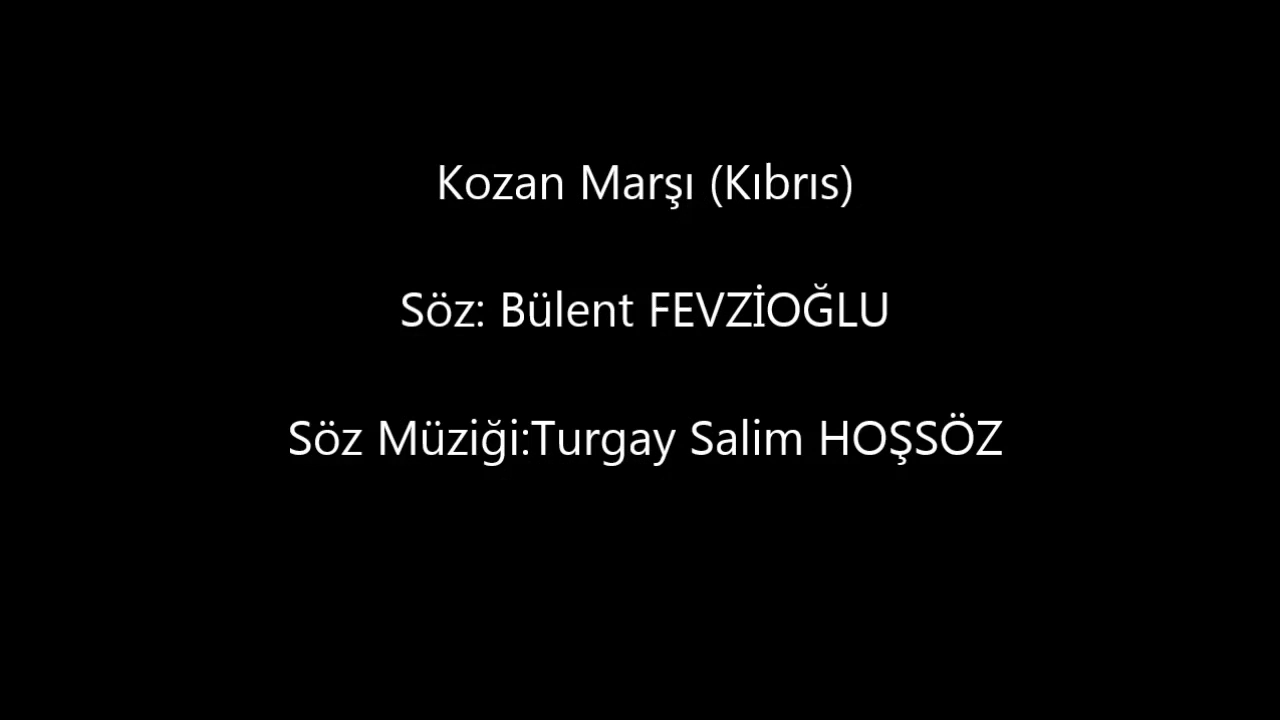 Kozan Marşı (Kıbrıs)
Söz: Bülent FEVZİOĞLU
Söz Müziği:Turgay Salim HOŞSÖZ